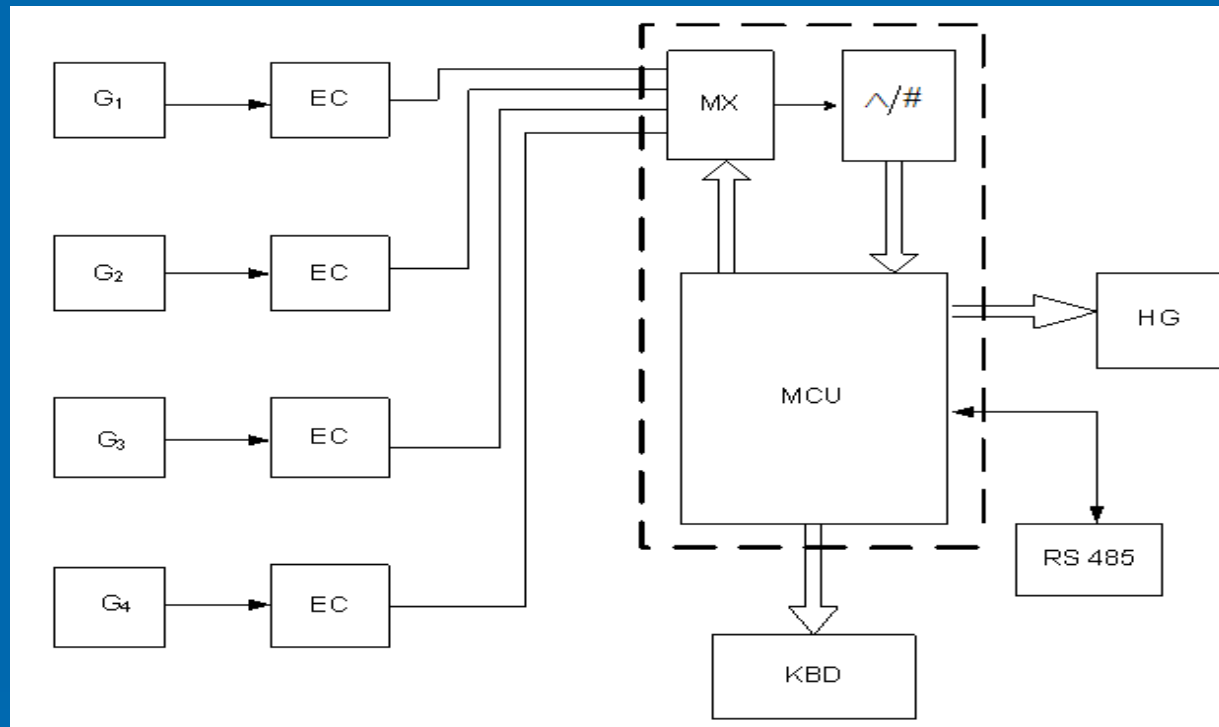 G₁ EC MX ^/#
G₂ EC
HG
MCU
G₃ EC
RS 485
G₄ EC
KBD